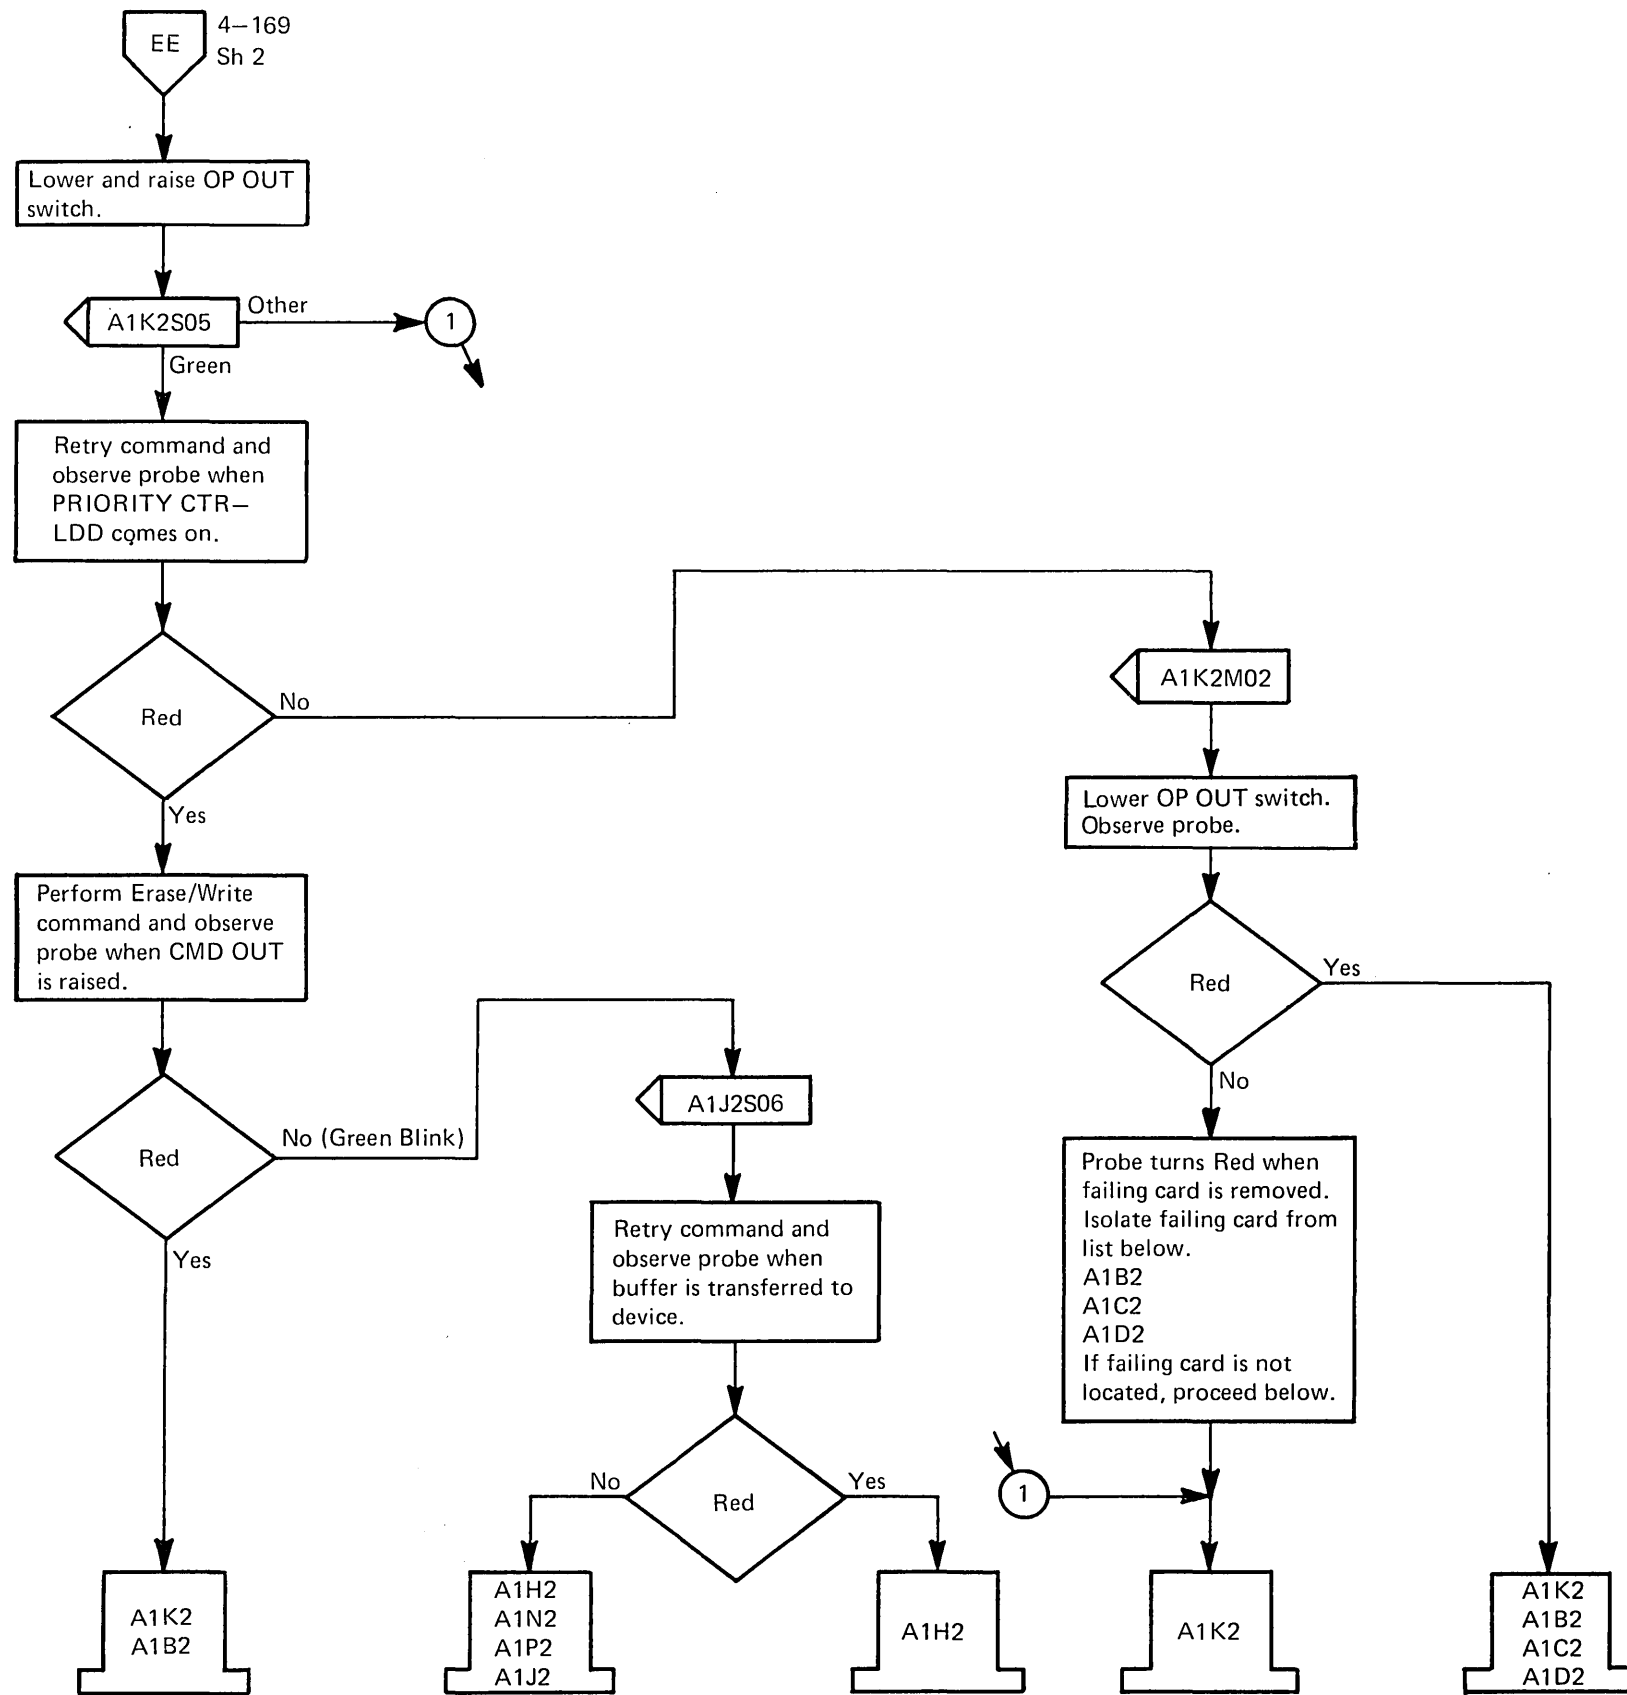 EE
4-169
Sh 2
Lower and raise OP OUT
switch.
A1K2S05
Other
1
Green
Retry command and
observe probe when
PRIORITY CTR-
LDD comes on.
Red
No
Yes
A1K2M02
Lower OP OUT switch.
Observe probe.
Red
Yes
No
Perform Erase/Write
command and observe
probe when CMD OUT
is raised.
Red
No (Green Blink)
Yes
A1J2S06
Retry command and
observe probe when
buffer is transferred to
device.
Red
No
Yes
Probe turns Red when
failing card is removed.
Isolate failing card from
list below.
A1B2
A1C2
A1D2
If failing card is not
located, proceed below.
1
A1K2
A1B2
A1H2
A1N2
A1P2
A1J2
A1H2
A1K2
A1K2
A1B2
A1C2
A1D2